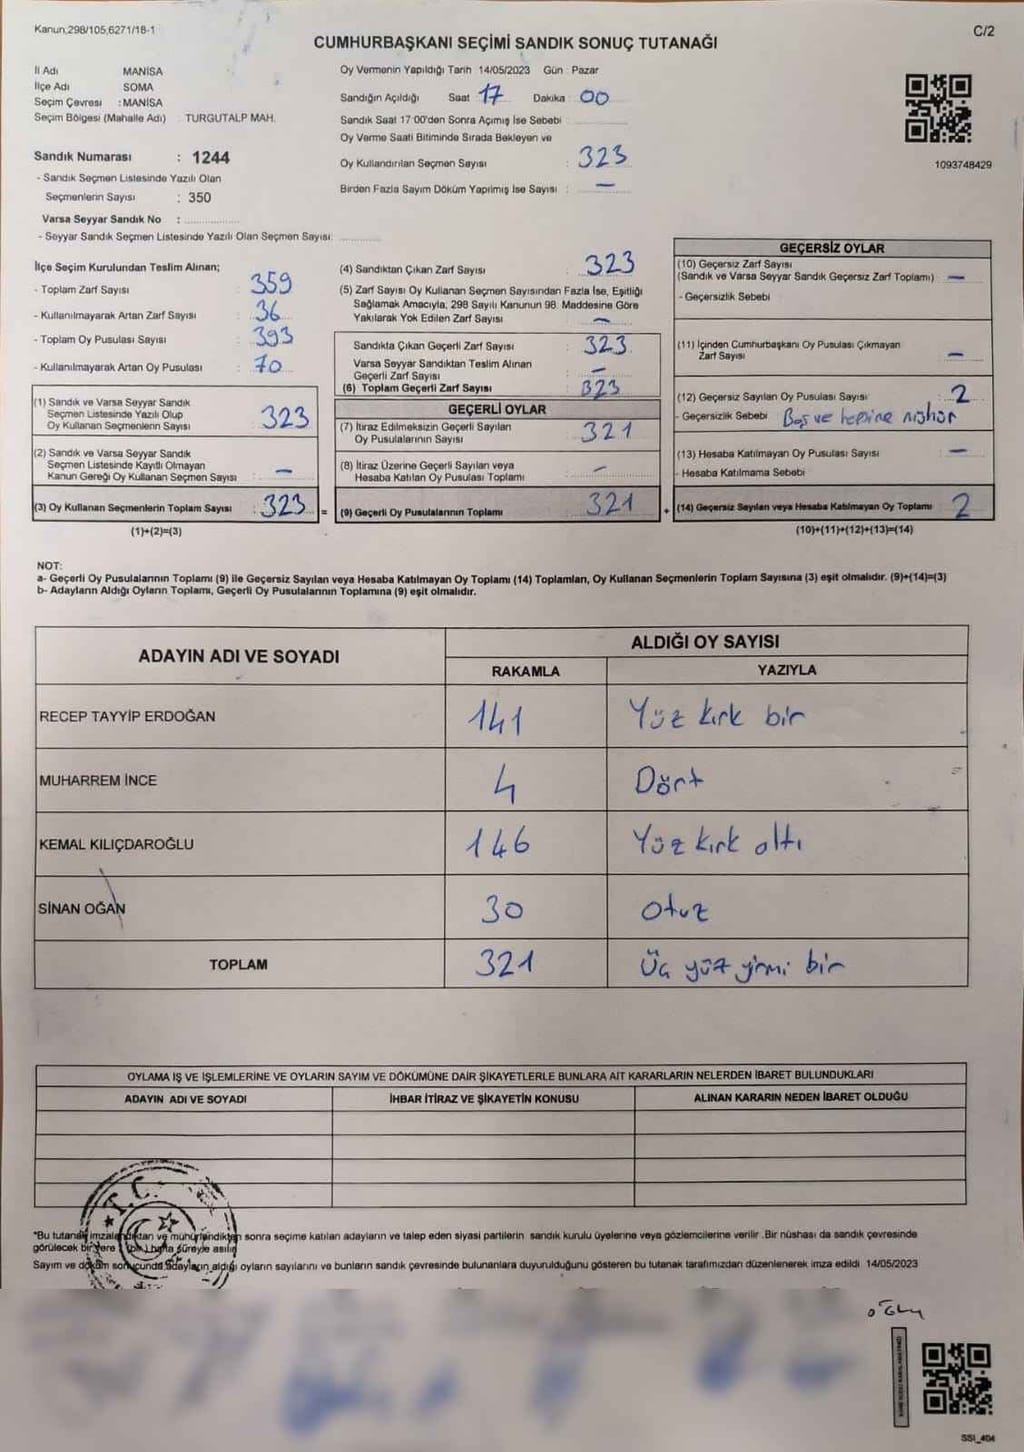 Kanun,298/105,6271/18-1
C/2
CUMHURBAŞKANI SEÇİMİ SANDIK SONUÇ TUTANAĞI
İl Adı MANİSA
İlçe Adı SOMA
Seçim Çevresi : MANİSA
Seçim Bölgesi (Mahalle Adı) TURGUTALP MAH.
Sandık Numarası : 1244
- Sandık Seçmen Listesinde Yazılı Olan
Seçmenlerin Sayısı : 350
Varsa Seyyar Sandık No :
- Seyyar Sandık Seçmen Listesinde Yazılı Olan Seçmen Sayısı:
Oy Vermenin Yapıldığı Tarih 14/05/2023 Gün : Pazar
Sandığın Açıldığı Saat 17 Dakika : 00
Sandık Saat 17:00'den Sonra Açımış İse Sebebi :
Oy Verme Saati Bitiminde Sırada Bekleyen ve
Oy Kullandırılan Seçmen Sayısı : 323
Birden Fazla Sayım Döküm Yapılmış İse Sayısı : –
1093748429
İlçe Seçim Kurulundan Teslim Alınan;
- Toplam Zarf Sayısı : 359
- Kullanılmayarak Artan Zarf Sayısı : 36
- Toplam Oy Pusulası Sayısı : 393
- Kullanılmayarak Artan Oy Pusulası : 70
(1) Sandık ve Varsa Seyyar Sandık
Seçmen Listesinde Yazılı Olup
Oy Kullanan Seçmenlerin Sayısı : 323
(2) Sandık ve Varsa Seyyar Sandık
Seçmen Listesinde Kayıtlı Olmayan
Kanun Gereği Oy Kullanan Seçmen Sayısı : –
(3) Oy Kullanan Seçmenlerin Toplam Sayısı : 323 =
(1)+(2)=(3)
(4) Sandıktan Çıkan Zarf Sayısı : 323
(5) Zarf Sayısı Oy Kullanan Seçmen Sayısından Fazla İse, Eşitliği
Sağlamak Amacıyla; 298 Sayılı Kanunun 98. Maddesine Göre
Yakılarak Yok Edilen Zarf Sayısı : –
Sandıkta Çıkan Geçerli Zarf Sayısı : 323
Varsa Seyyar Sandıktan Teslim Alınan
Geçerli Zarf Sayısı : –
(6) Toplam Geçerli Zarf Sayısı : 323
GEÇERLİ OYLAR
(7) İtiraz Edilmeksizin Geçerli Sayılan
Oy Pusulalarının Sayısı : 321
(8) İtiraz Üzerine Geçerli Sayılan veya
Hesaba Katılan Oy Pusulası Toplamı : –
(9) Geçerli Oy Pusulalarının Toplamı : 321 +
GEÇERSİZ OYLAR
(10) Geçersiz Zarf Sayısı
(Sandık ve Varsa Seyyar Sandık Geçersiz Zarf Toplamı) : –
- Geçersizlik Sebebi
(11) İçinden Cumhurbaşkanı Oy Pusulası Çıkmayan
Zarf Sayısı : –
(12) Geçersiz Sayılan Oy Pusulası Sayısı : 2
- Geçersizlik Sebebi : Boş ve hepine mühür
(13) Hesaba Katılmayan Oy Pusulası Sayısı : –
- Hesaba Katılmama Sebebi
(14) Geçersiz Sayılan veya Hesaba Katılmayan Oy Toplamı : 2
(10)+(11)+(12)+(13)=(14)
NOT:
a- Geçerli Oy Pusulalarının Toplamı (9) ile Geçersiz Sayılan veya Hesaba Katılmayan Oy Toplamı (14) Toplamları, Oy Kullanan Seçmenlerin Toplam Sayısına (3) eşit olmalıdır. (9)+(14)=(3)
b- Adayların Aldığı Oyların Toplamı, Geçerli Oy Pusulalarının Toplamına (9) eşit olmalıdır.
ADAYIN ADI VE SOYADI
ALDIĞI OY SAYISI
RAKAMLA YAZIYLA
RECEP TAYYİP ERDOĞAN 141 Yüz kırk bir
MUHARREM İNCE 4 Dört
KEMAL KILIÇDAROĞLU 146 Yüz kırk altı
SİNAN OĞAN 30 Otuz
TOPLAM 321 Üç yüz yirmi bir
OYLAMA İŞ VE İŞLEMLERİNE VE OYLARIN SAYIM VE DÖKÜMÜNE DAİR ŞİKAYETLERLE BUNLARA AİT KARARLARIN NELERDEN İBARET BULUNDUKLARI
ADAYIN ADI VE SOYADI İHBAR İTİRAZ VE ŞİKAYETİN KONUSU ALINAN KARARIN NEDEN İBARET OLDUĞU
T.C.
*Bu tutanak imzalandıktan ve mühürlendikten sonra seçime katılan adayların ve talep eden siyasi partilerin sandık kurulu üyelerine veya gözlemcilerine verilir. Bir nüshası da sandık çevresinde
görülecek bir yere 1 (bir) hafta süreyle asılır
Sayım ve döküm sonucunda adayların aldığı oyların sayılarını ve bunların sandık çevresinde bulunanlara duyurulduğunu gösteren bu tutanak tarafımızdan düzenlenerek imza edildi. 14/05/2023
SSI_404